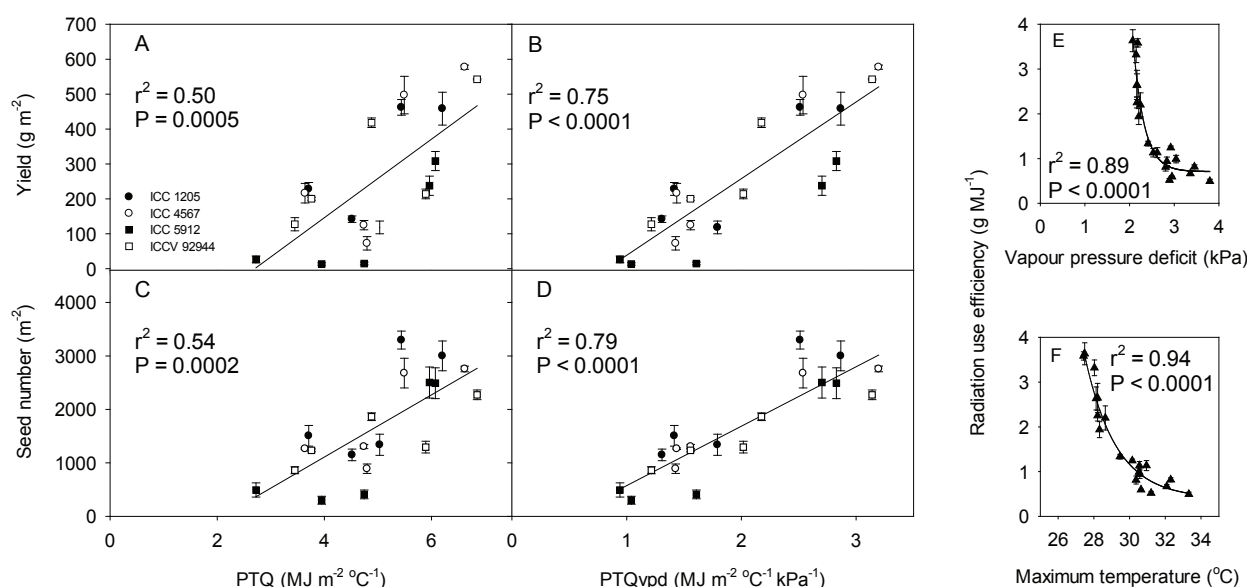 A
r² = 0.50
P = 0.0005
Yield (g m⁻²)
700
600
500
400
300
200
100
0
ICC 1205
ICC 4567
ICC 5912
ICCV 92944
B
r² = 0.75
P < 0.0001
C
r² = 0.54
P = 0.0002
Seed number (m⁻²)
4000
3000
2000
1000
0
0
2
4
6
PTQ (MJ m⁻² °C⁻¹)
D
r² = 0.79
P < 0.0001
1
2
3
PTQvpd (MJ m⁻² °C⁻¹ kPa⁻¹)
Radiation use efficiency (g MJ⁻¹)
E
r² = 0.89
P < 0.0001
4
3
2
1
0
0
1
2
3
4
Vapour pressure deficit (kPa)
F
r² = 0.94
P < 0.0001
4
3
2
1
0
26
28
30
32
34
Maximum temperature (°C)